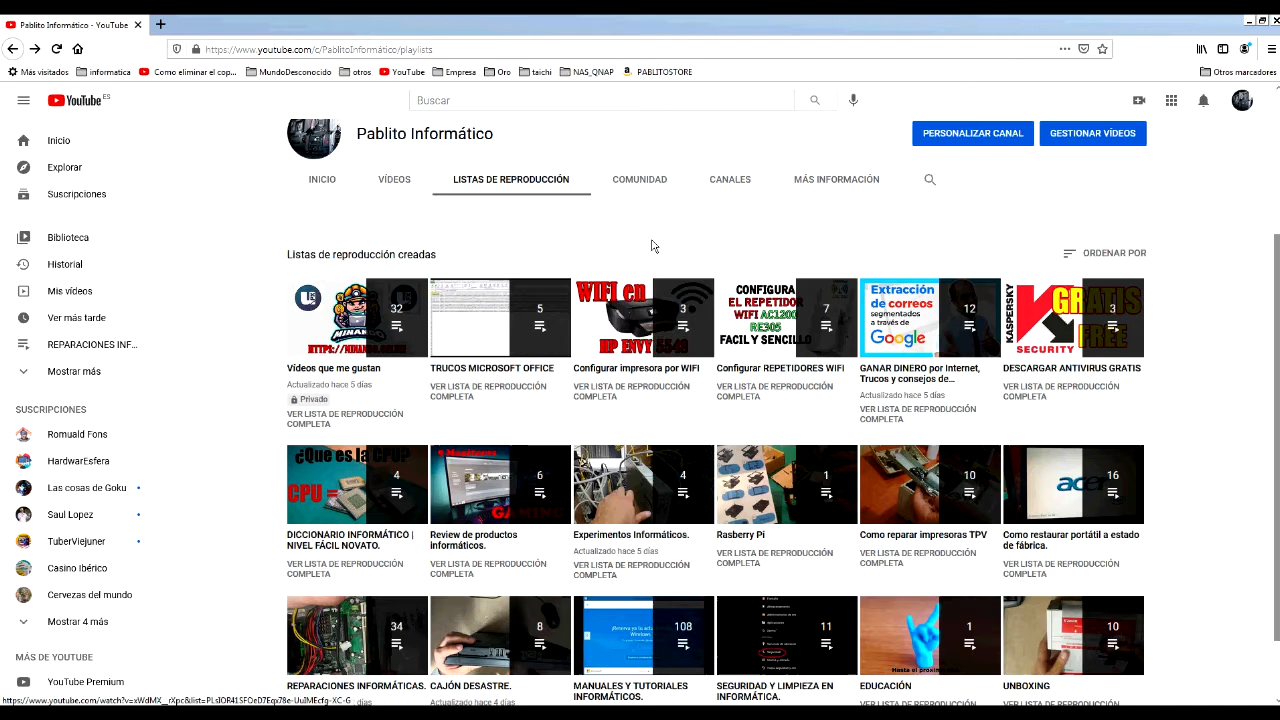 Pablito Informático - YouTube
https://www.youtube.com/c/PablitoInformático/playlists
Más visitados
informatica
Como eliminar el cop...
MundoDesconocido
otros
YouTube
Empresa
Oro
taichi
NAS_QNAP
PABLITOSTORE
Otros marcadores
YouTube ES
Buscar
Inicio
Explorar
Suscripciones
Biblioteca
Historial
Mis vídeos
Ver más tarde
REPARACIONES INF...
Mostrar más
SUSCRIPCIONES
Romuald Fons
HardwarEsfera
Las cosas de Goku
Saul Lopez
TuberViejuner
Casino Ibérico
Cervezas del mundo
Mostrar 4 más
MÁS DE YOUTUBE
YouTube Premium
Pablito Informático
PERSONALIZAR CANAL
GESTIONAR VÍDEOS
INICIO
VÍDEOS
LISTAS DE REPRODUCCIÓN
COMUNIDAD
CANALES
MÁS INFORMACIÓN
Listas de reproducción creadas
ORDENAR POR
32
HTTPS://MINANDO.ONLINE
Vídeos que me gustan
Actualizado hace 5 días
Privado
VER LISTA DE REPRODUCCIÓN
COMPLETA
5
TRUCOS MICROSOFT OFFICE
VER LISTA DE REPRODUCCIÓN
COMPLETA
WIFI en
3
HP ENVY 5543
Configurar impresora por WIFI
VER LISTA DE REPRODUCCIÓN
COMPLETA
CONFIGURA
EL REPETIDOR
WIFI AC1200
RE305
FACIL Y SENCILLO
7
Configurar REPETIDORES WIFI
VER LISTA DE REPRODUCCIÓN
COMPLETA
Extracción
de correos
segmentados
a través de
Google
12
GANAR DINERO por Internet,
Trucos y consejos de...
Actualizado hace 5 días
VER LISTA DE REPRODUCCIÓN
COMPLETA
KASPERSKY
GRATIS
FREE
SECURITY
3
DESCARGAR ANTIVIRUS GRATIS
VER LISTA DE REPRODUCCIÓN
COMPLETA
¿Que es la CPU?
CPU =
4
DICCIONARIO INFORMÁTICO |
NIVEL FÁCIL NOVATO.
VER LISTA DE REPRODUCCIÓN
COMPLETA
Monitores
GAMING
6
Review de productos
informáticos.
VER LISTA DE REPRODUCCIÓN
COMPLETA
4
Experimentos Informáticos.
Actualizado hace 5 días
VER LISTA DE REPRODUCCIÓN
COMPLETA
1
Rasberry Pi
VER LISTA DE REPRODUCCIÓN
COMPLETA
10
Como reparar impresoras TPV
VER LISTA DE REPRODUCCIÓN
COMPLETA
acer
16
Como restaurar portátil a estado
de fábrica.
VER LISTA DE REPRODUCCIÓN
COMPLETA
34
REPARACIONES INFORMÁTICAS.
8
CAJÓN DESASTRE.
Actualizado hace 4 días
108
MANUALES Y TUTORIALES
INFORMÁTICOS.
11
SEGURIDAD Y LIMPIEZA EN
INFORMÁTICA.
1
EDUCACIÓN
VER LISTA DE REPRODUCCIÓN
10
UNBOXING
VER LISTA DE REPRODUCCIÓN